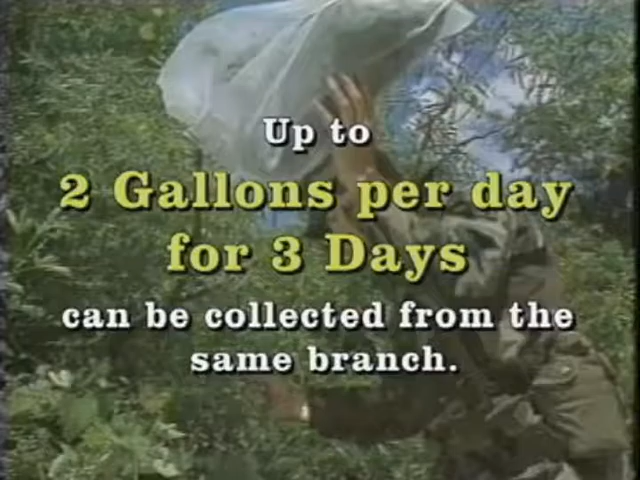 Up to
2 Gallons per day
for 3 Days
can be collected from the
same branch.